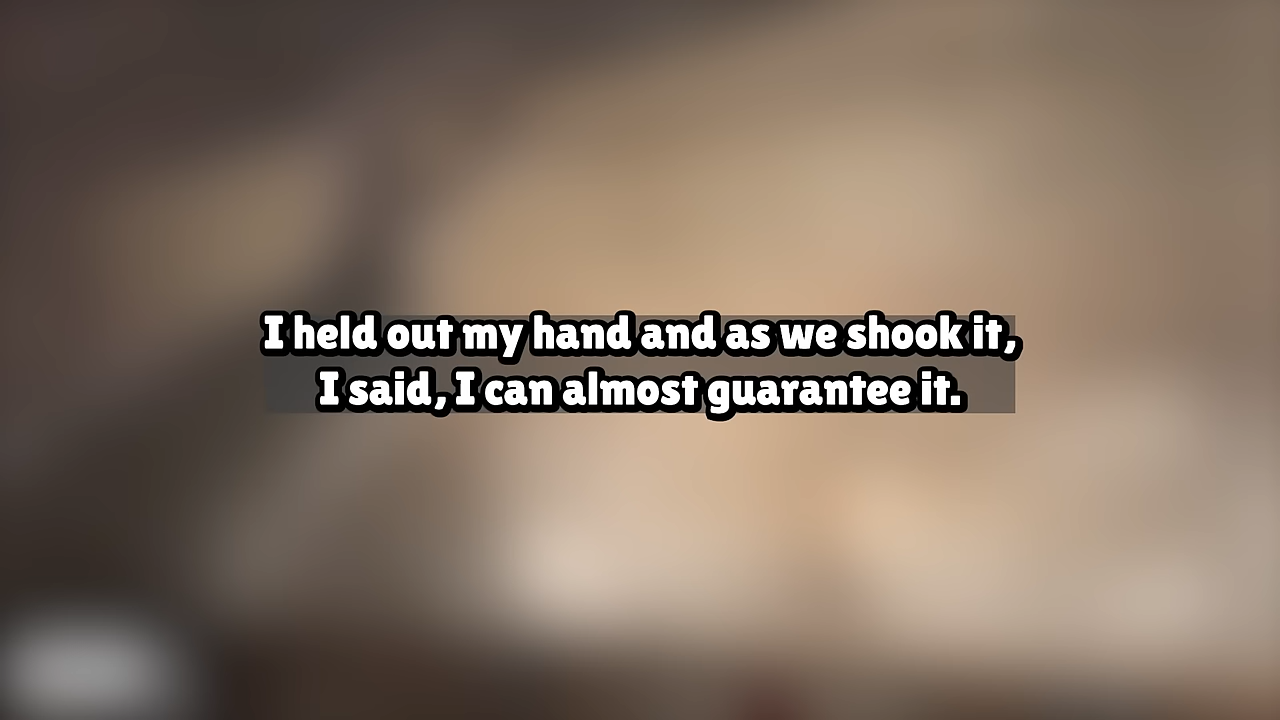 I held out my hand and as we shook it,
I said, I can almost guarantee it.